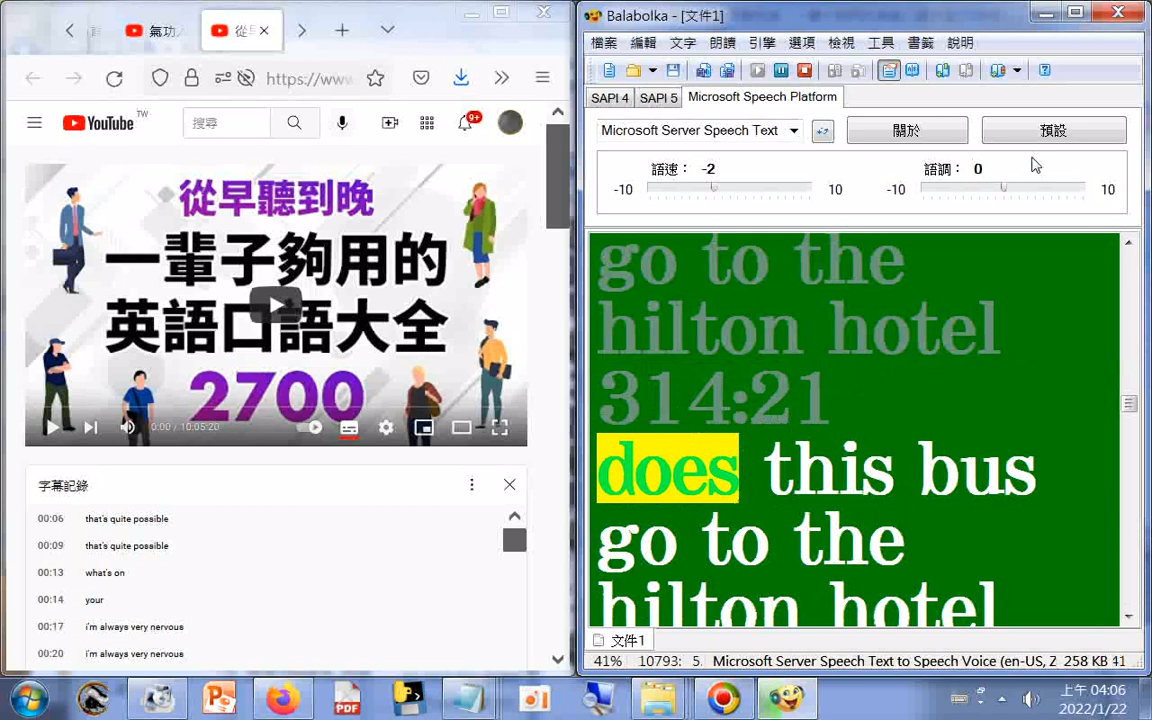 氣功
從
https://www.
YouTube TW
搜尋
9+
從早聽到晚
一輩子夠用的
英語口語大全
2700
0:00 / 10:05:20
字幕記錄
00:06 that's quite possible
00:09 that's quite possible
00:13 what's on
00:14 your
00:17 i'm always very nervous
00:20 i'm always very nervous
Balabolka - [文件1]
檔案 編輯 文字 朗讀 引擎 選項 檢視 工具 書籤 說明
SAPI 4 SAPI 5 Microsoft Speech Platform
Microsoft Server Speech Text 關於 預設
語速： -2 語調： 0
-10 10 -10 10
go to the
hilton hotel
314:21
does this bus
go to the
hilton hotel
文件1
41% 10793: 5 Microsoft Server Speech Text to Speech Voice (en-US, Z 258 KB 41
PDF
上午 04:06
2022/1/22